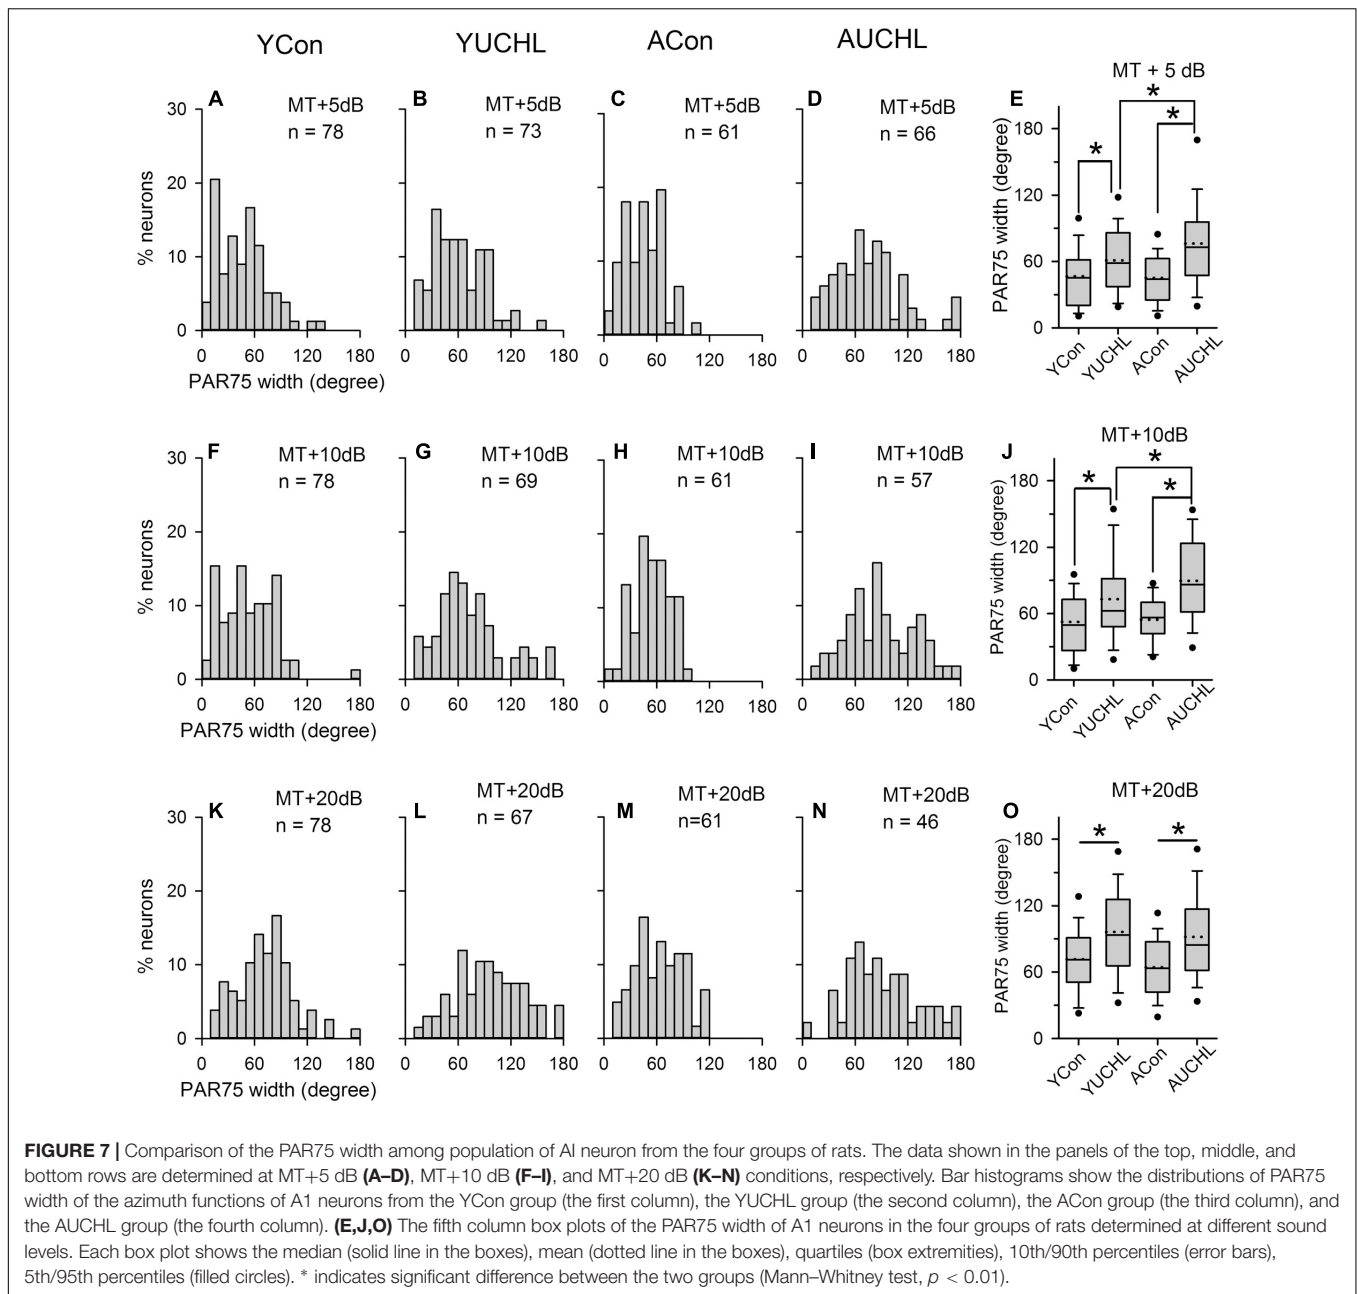 YCon YUCHL ACon AUCHL
A MT+5dB
n = 78
B MT+5dB
n = 73
C MT+5dB
n = 61
D MT+5dB
n = 66
E MT + 5 dB
* * *
% neurons
30
20
10
0
0 60 120 180
0 60 120 180
0 60 120 180
0 60 120 180
PAR75 width (degree)
PAR75 width (degree)
180
120
60
0
YCon YUCHL ACon AUCHL
F MT+10dB
n = 78
G MT+10dB
n = 69
H MT+10dB
n = 61
I MT+10dB
n = 57
J MT+10dB
* * *
% neurons
30
20
10
0
0 60 120 180
0 60 120 180
0 60 120 180
0 60 120 180
PAR75 width (degree)
PAR75 width (degree)
180
120
60
0
YCon YUCHL ACon AUCHL
K MT+20dB
n = 78
L MT+20dB
n = 67
M MT+20dB
n=61
N MT+20dB
n = 46
O MT+20dB
* *
% neurons
30
20
10
0
0 60 120 180
0 60 120 180
0 60 120 180
0 60 120 180
PAR75 width (degree)
PAR75 width (degree)
180
120
60
0
YCon YUCHL ACon AUCHL
FIGURE 7 | Comparison of the PAR75 width among population of AI neuron from the four groups of rats. The data shown in the panels of the top, middle, and
bottom rows are determined at MT+5 dB (A–D), MT+10 dB (F–I), and MT+20 dB (K–N) conditions, respectively. Bar histograms show the distributions of PAR75
width of the azimuth functions of A1 neurons from the YCon group (the first column), the YUCHL group (the second column), the ACon group (the third column), and
the AUCHL group (the fourth column). (E,J,O) The fifth column box plots of the PAR75 width of A1 neurons in the four groups of rats determined at different sound
levels. Each box plot shows the median (solid line in the boxes), mean (dotted line in the boxes), quartiles (box extremities), 10th/90th percentiles (error bars),
5th/95th percentiles (filled circles). * indicates significant difference between the two groups (Mann–Whitney test, p < 0.01).